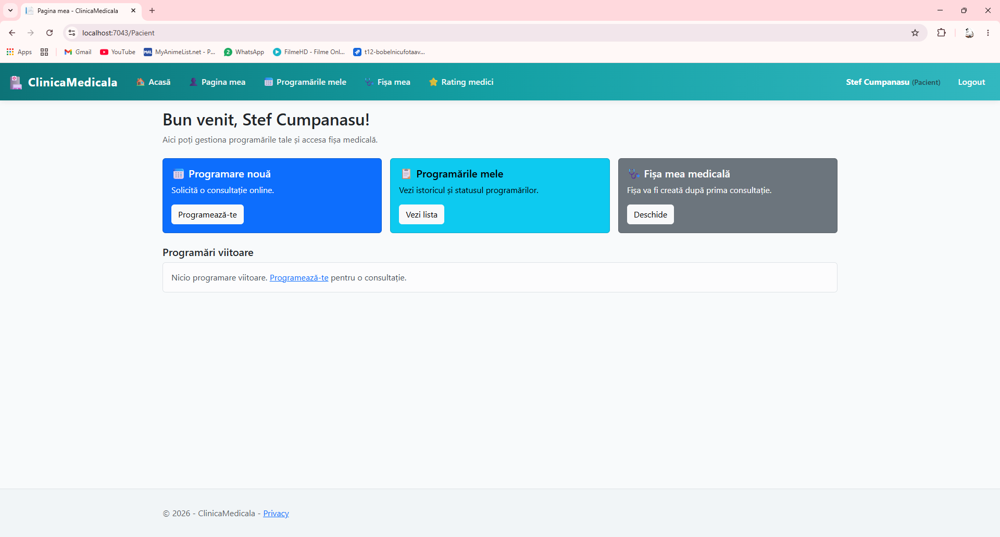 Pagina mea - ClinicaMedicala
localhost:7043/Pacient
Apps Gmail YouTube MyAnimeList.net - P... WhatsApp FilmeHD - Filme Onl... t12-bobelnicufotaav...
ClinicaMedicala Acasă Pagina mea Programările mele Fișa mea Rating medici Stef Cumpanasu (Pacient) Logout
Bun venit, Stef Cumpanasu!
Aici poți gestiona programările tale și accesa fișa medicală.
Programare nouă
Solicită o consultație online.
Programează-te
Programările mele
Vezi istoricul și statusul programărilor.
Vezi lista
Fișa mea medicală
Fișa va fi creată după prima consultație.
Deschide
Programări viitoare
Nicio programare viitoare. Programează-te pentru o consultație.
© 2026 - ClinicaMedicala - Privacy